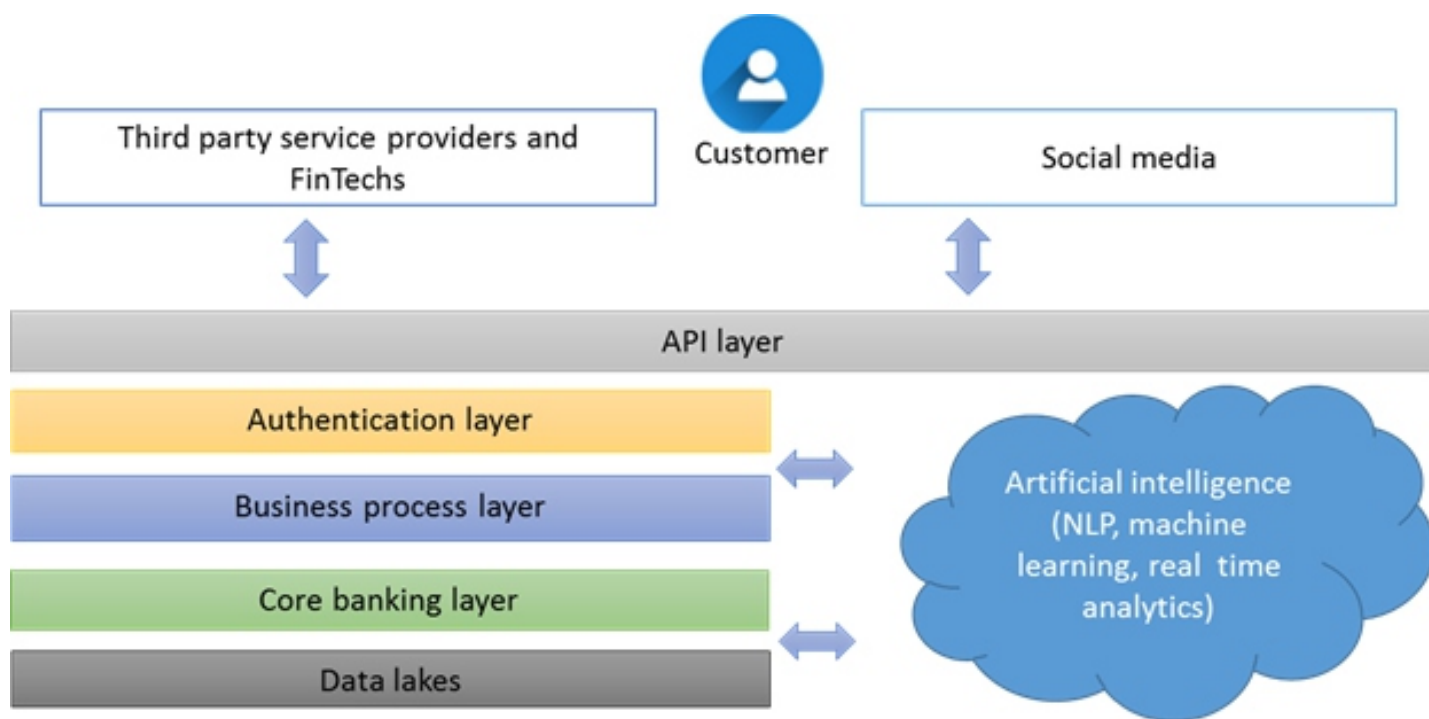 Third party service providers and
FinTechs
Customer
Social media
API layer
Authentication layer
Business process layer
Core banking layer
Data lakes
Artificial intelligence
(NLP, machine
learning, real time
analytics)